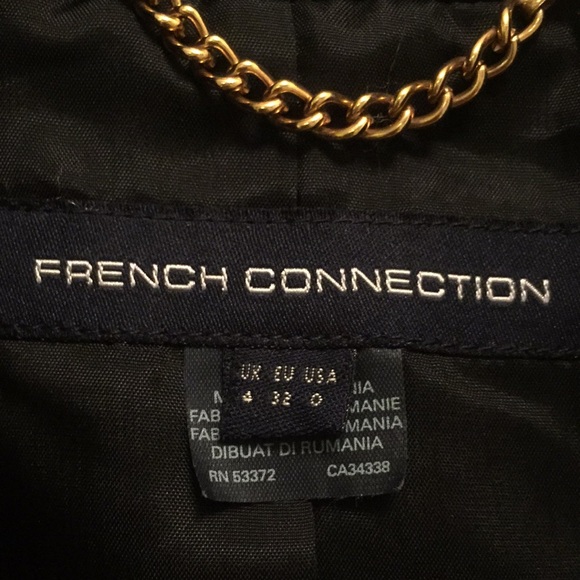 FRENCH CONNECTION
UK EU USA
4 32 0
DIBUAT DI RUMANIA
RN 53372 CA34338